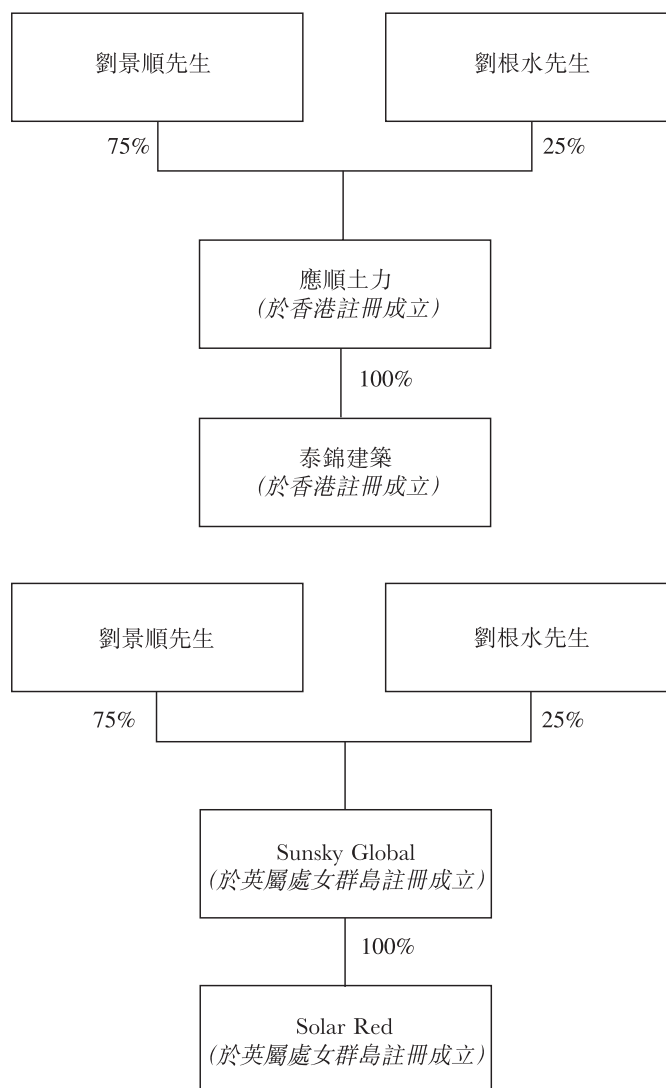 劉景順先生
劉根水先生
75%
25%
應順土力
(於香港註冊成立)
100%
泰錦建築
(於香港註冊成立)
劉景順先生
劉根水先生
75%
25%
Sunsky Global
(於英屬處女群島註冊成立)
100%
Solar Red
(於英屬處女群島註冊成立)